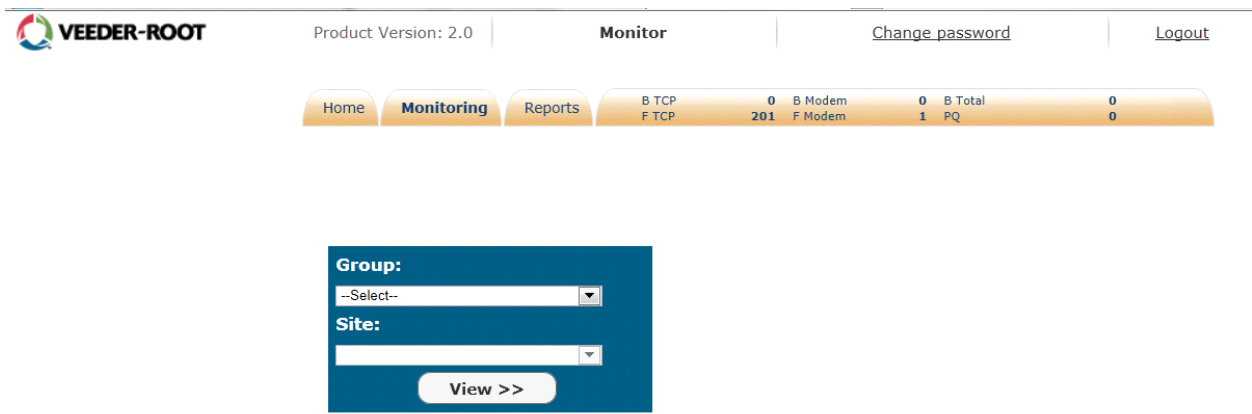 VEEDER-ROOT Product Version: 2.0 Monitor Change password Logout
Home Monitoring Reports
B TCP 0 B Modem 0 B Total 0
F TCP 201 F Modem 1 PQ 0
Group:
--Select--
Site:
View >>